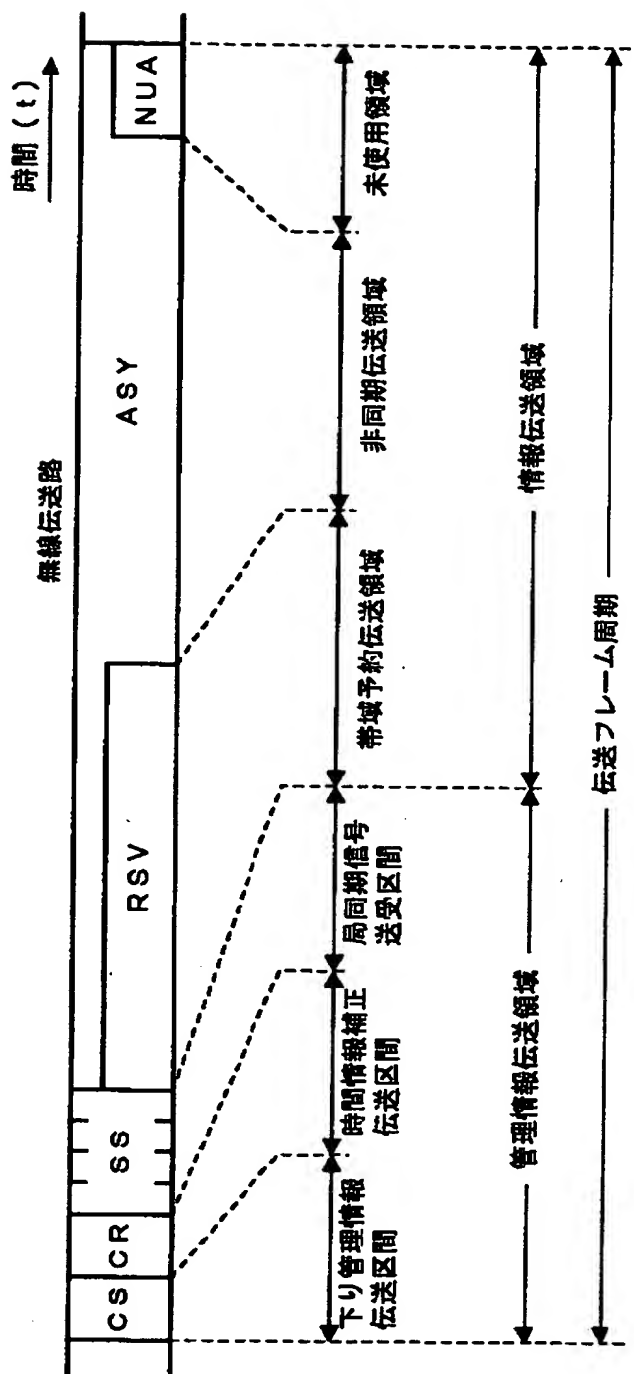 無線伝送路
時間 (t)
CS
CR
SS
RSV
ASY
NUA
下り管理情報
伝送区間
時間情報補正
伝送区間
局同期信号
送受区間
帯域予約伝送領域
非同期伝送領域
未使用領域
管理情報伝送領域
情報伝送領域
伝送フレーム周期